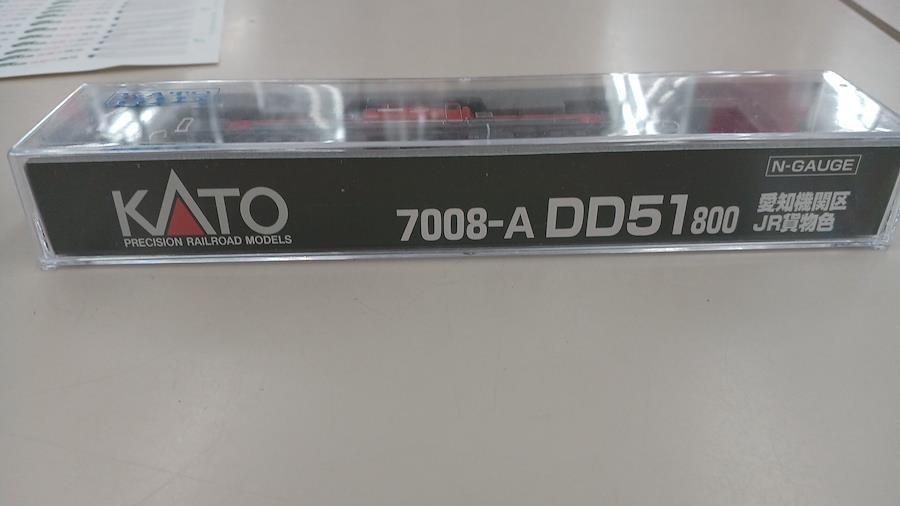 KATO
PRECISION RAILROAD MODELS
7008-A DD51 800
N-GAUGE
愛知機関区
JR貨物色